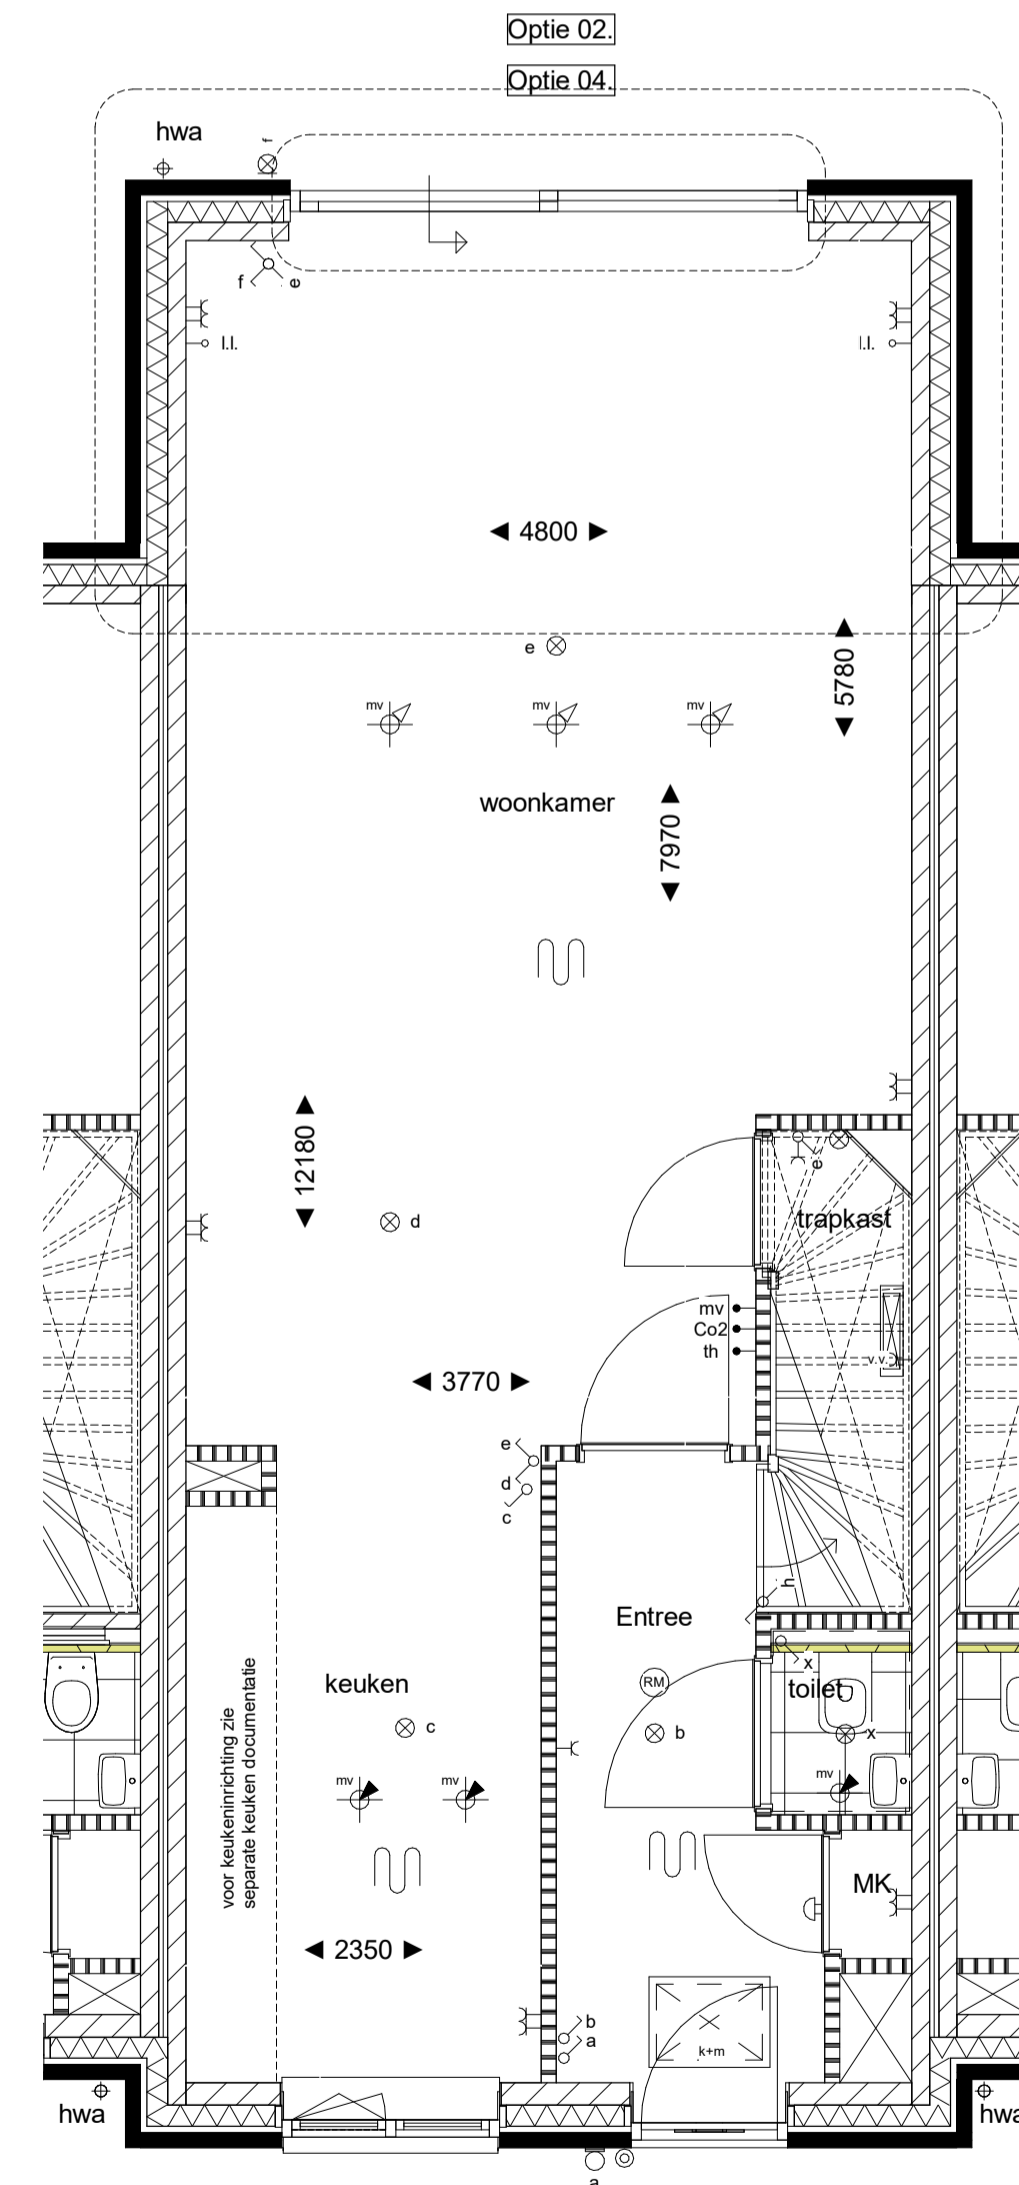 Optie 02.
Optie 04.
hwa
f
f
e
l.l.
l.l.
4800
e
5780
mv
mv
mv
woonkamer
7970
12180
e
trapkast
d
mv
Co2
th
v.v.
3770
e
d
c
h
Entree
x
keuken
RM
toilet
c
b
x
voor keukeninrichting zie
separate keuken documentatie
mv
mv
mv
MK
2350
b
a
k+m
hwa
hwa
a